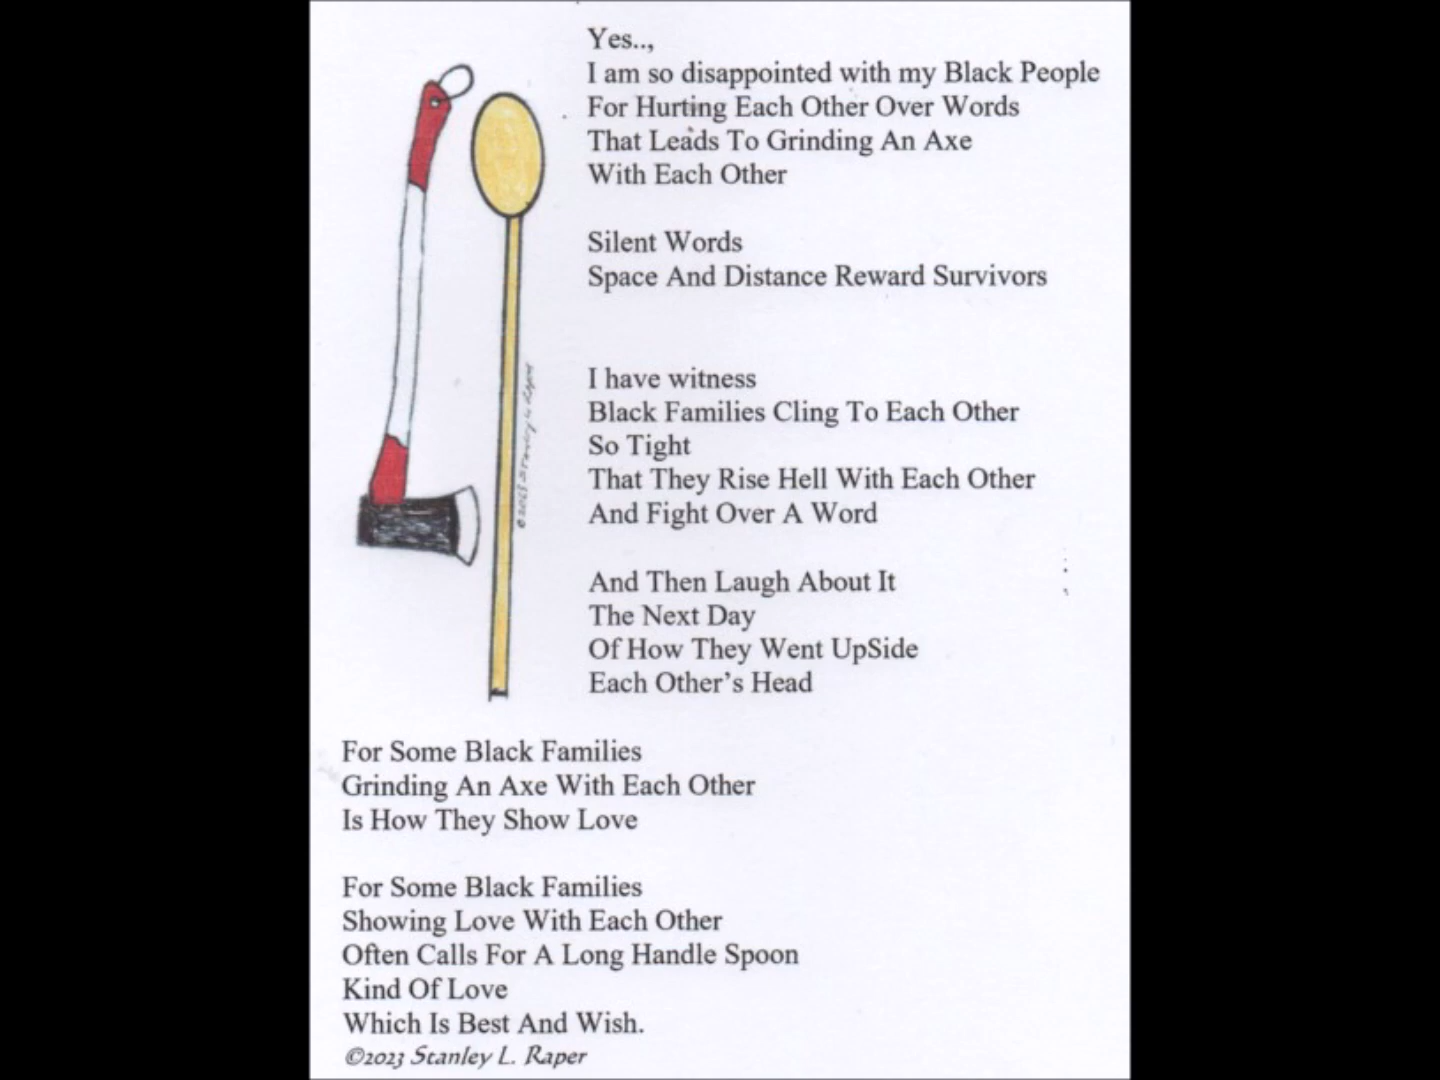 Yes..,
I am so disappointed with my Black People
For Hurting Each Other Over Words
That Leads To Grinding An Axe
With Each Other
Silent Words
Space And Distance Reward Survivors
I have witness
Black Families Cling To Each Other
So Tight
That They Rise Hell With Each Other
And Fight Over A Word
And Then Laugh About It
The Next Day
Of How They Went UpSide
Each Other’s Head
©2023 Stanley L. Raper
For Some Black Families
Grinding An Axe With Each Other
Is How They Show Love
For Some Black Families
Showing Love With Each Other
Often Calls For A Long Handle Spoon
Kind Of Love
Which Is Best And Wish.
©2023 Stanley L. Raper